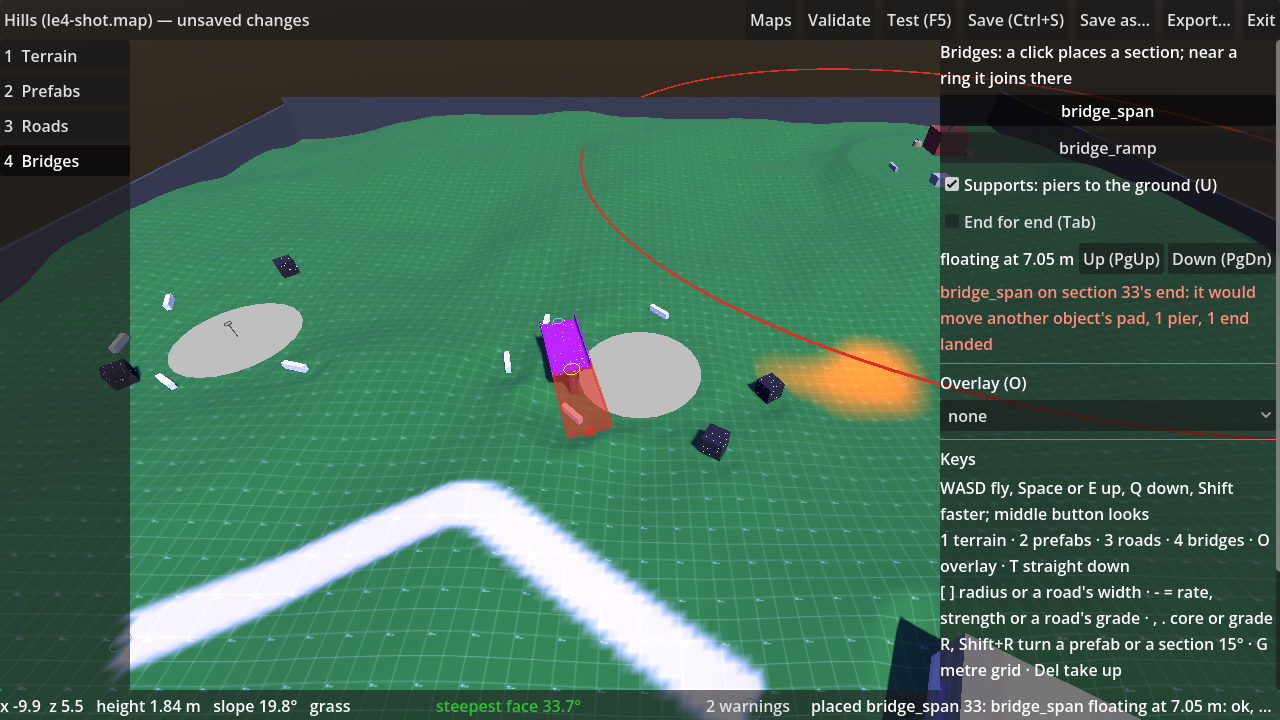 Hills (le4-shot.map) — unsaved changes
Maps
Validate
Test (F5)
Save (Ctrl+S)
Save as...
Export...
Exit
1 Terrain
2 Prefabs
3 Roads
4 Bridges
Bridges: a click places a section; near a
ring it joins there
bridge_span
bridge_ramp
Supports: piers to the ground (U)
End for end (Tab)
floating at 7.05 m
Up (PgUp)
Down (PgDn)
bridge_span on section 33's end: it would
move another object's pad, 1 pier, 1 end
landed
Overlay (O)
none
Keys
WASD fly, Space or E up, Q down, Shift
faster; middle button looks
1 terrain · 2 prefabs · 3 roads · 4 bridges · O
overlay · T straight down
[ ] radius or a road's width · - = rate,
strength or a road's grade · , . core or grade
R, Shift+R turn a prefab or a section 15° · G
metre grid · Del take up
x -9.9 z 5.5 height 1.84 m slope 19.8° grass
steepest face 33.7°
2 warnings
placed bridge_span 33: bridge_span floating at 7.05 m: ok, ...